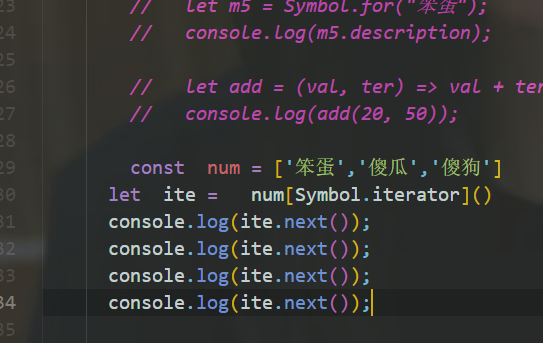 23 // let m5 = Symbol.for("笨蛋");
24 // console.log(m5.description);
25
26 // let add = (val, ter) => val + ter
27 // console.log(add(20, 50));
28
29 const num = ['笨蛋','傻瓜','傻狗']
30 let ite = num[Symbol.iterator]()
31 console.log(ite.next());
32 console.log(ite.next());
33 console.log(ite.next());
34 console.log(ite.next());
35